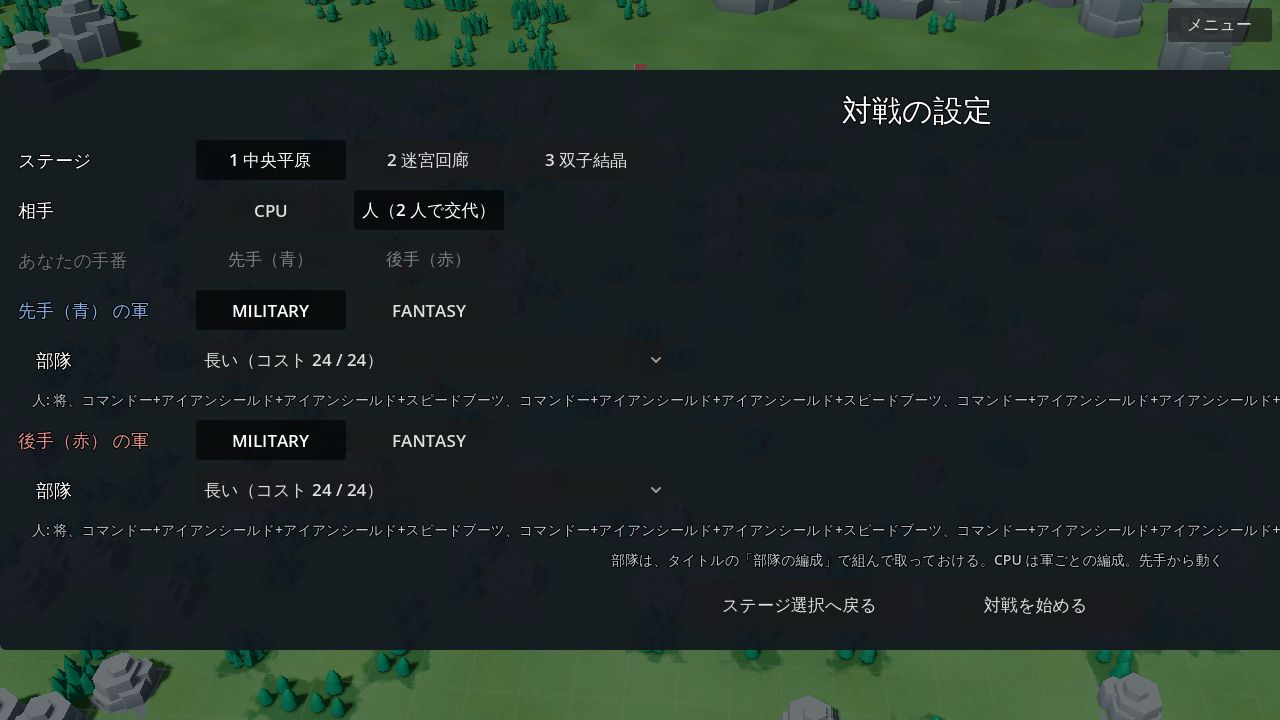 メニュー
対戦の設定
ステージ 1 中央平原 2 迷宮回廊 3 双子結晶
相手 CPU 人（2 人で交代）
あなたの手番 先手（青） 後手（赤）
先手（青） の軍 MILITARY FANTASY
部隊 長い（コスト 24 / 24）
人: 将、コマンドー+アイアンシールド+アイアンシールド+スピードブーツ、コマンドー+アイアンシールド+アイアンシールド+スピードブーツ、コマンドー+アイアンシールド+アイアンシールド+
後手（赤） の軍 MILITARY FANTASY
部隊 長い（コスト 24 / 24）
人: 将、コマンドー+アイアンシールド+アイアンシールド+スピードブーツ、コマンドー+アイアンシールド+アイアンシールド+スピードブーツ、コマンドー+アイアンシールド+アイアンシールド+
部隊は、タイトルの「部隊の編成」で組んで取っておける。CPU は軍ごとの編成。先手から動く
ステージ選択へ戻る 対戦を始める